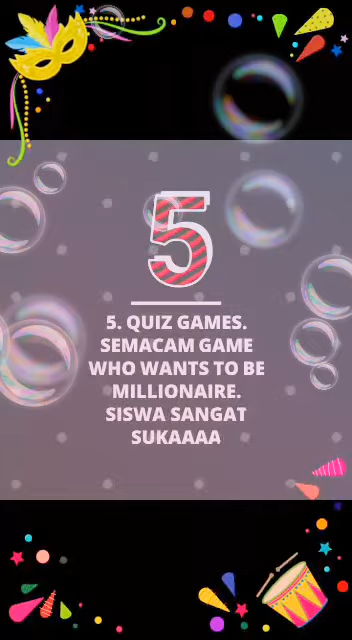 5
5. QUIZ GAMES.
SEMACAM GAME
WHO WANTS TO BE
MILLIONAIRE.
SISWA SANGAT
SUKAAAA